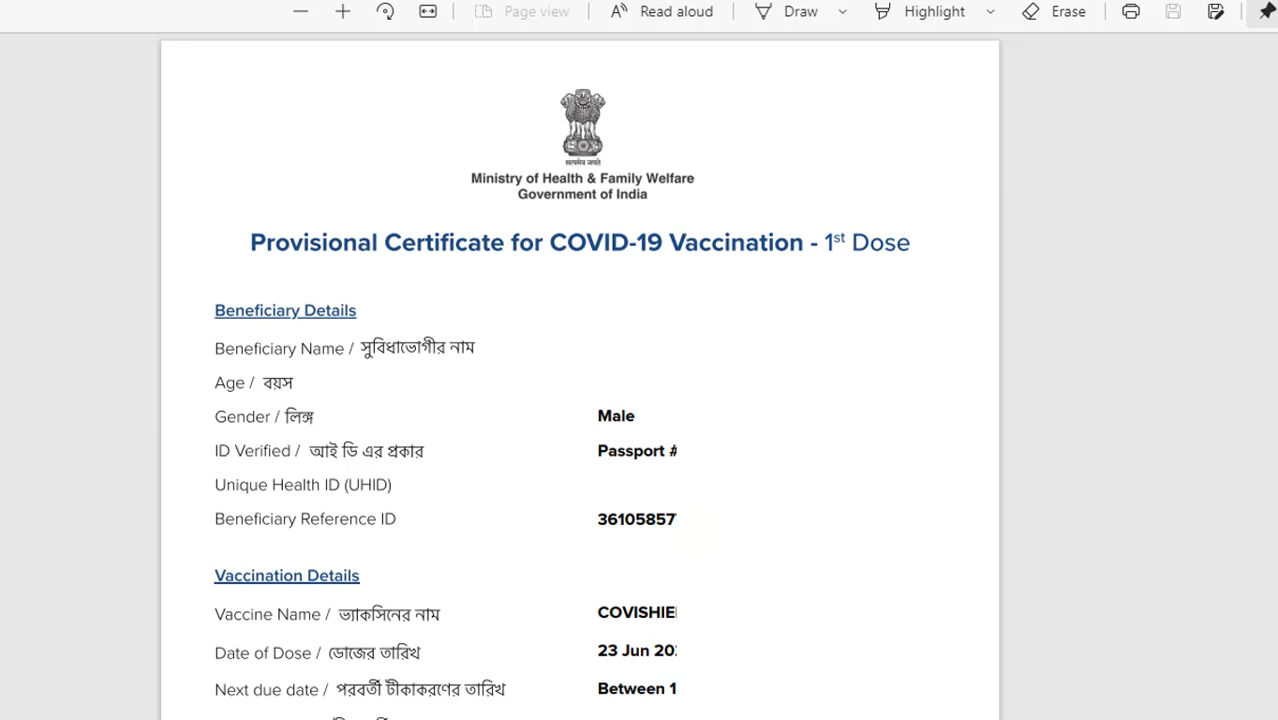 Page view
Read aloud
Draw
Highlight
Erase
सत्यमेव जयते
Ministry of Health & Family Welfare
Government of India
Provisional Certificate for COVID-19 Vaccination - 1st Dose
Beneficiary Details
Beneficiary Name / সুবিধাভোগীর নাম
Age / বয়স
Gender / লিঙ্গ Male
ID Verified / আই ডি এর প্রকার Passport #
Unique Health ID (UHID)
Beneficiary Reference ID 36105857
Vaccination Details
Vaccine Name / ভ্যাকসিনের নাম COVISHIE
Date of Dose / ডোজের তারিখ 23 Jun 20
Next due date / পরবর্তী টীকাকরণের তারিখ Between 1